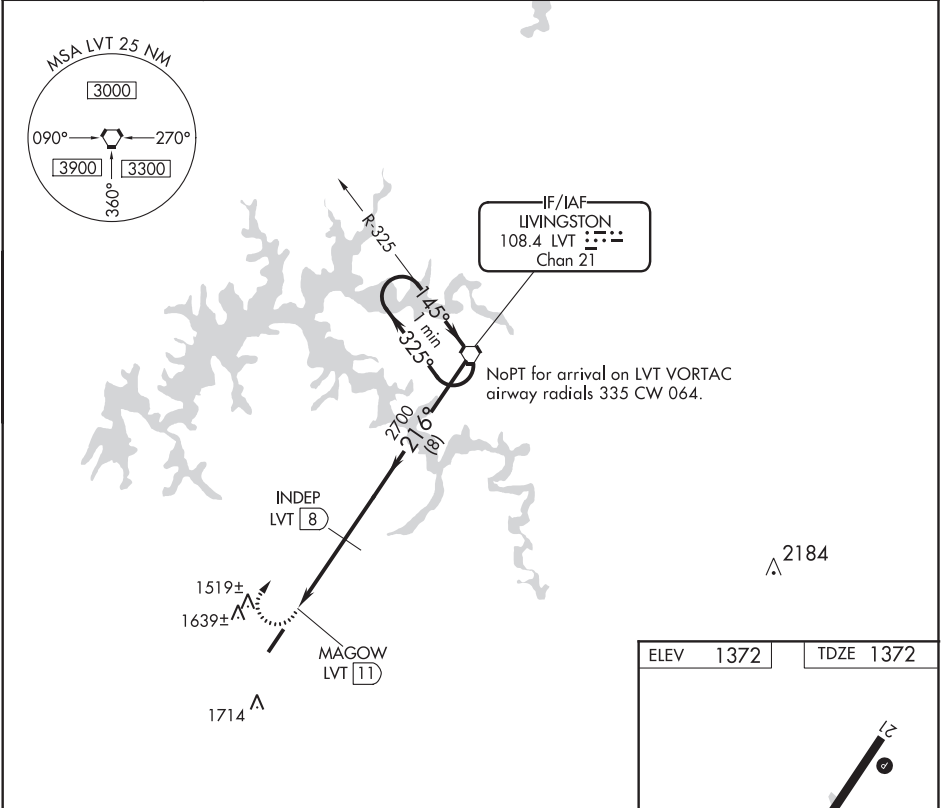 MSA LVT 25 NM
3000
090° 270°
3900 3300
360°
R-325
IF/IAF
LIVINGSTON
108.4 LVT
Chan 21
145°
1 min
325°
NoPT for arrival on LVT VORTAC
airway radials 335 CW 064.
2700
216°
(8)
INDEP
LVT 8
2184
1519±
1639±
MAGOW
LVT 11
1714
ELEV 1372
TDZE 1372
21
P